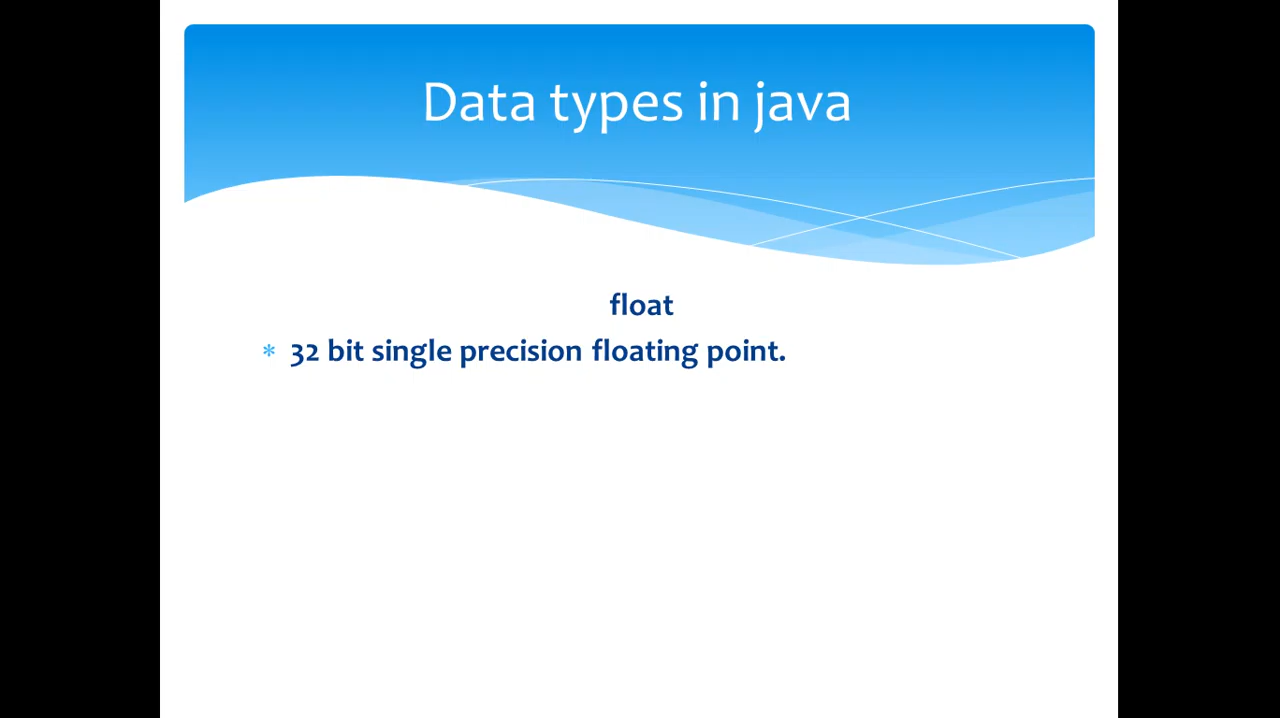 Data types in java
float
* 32 bit single precision floating point.